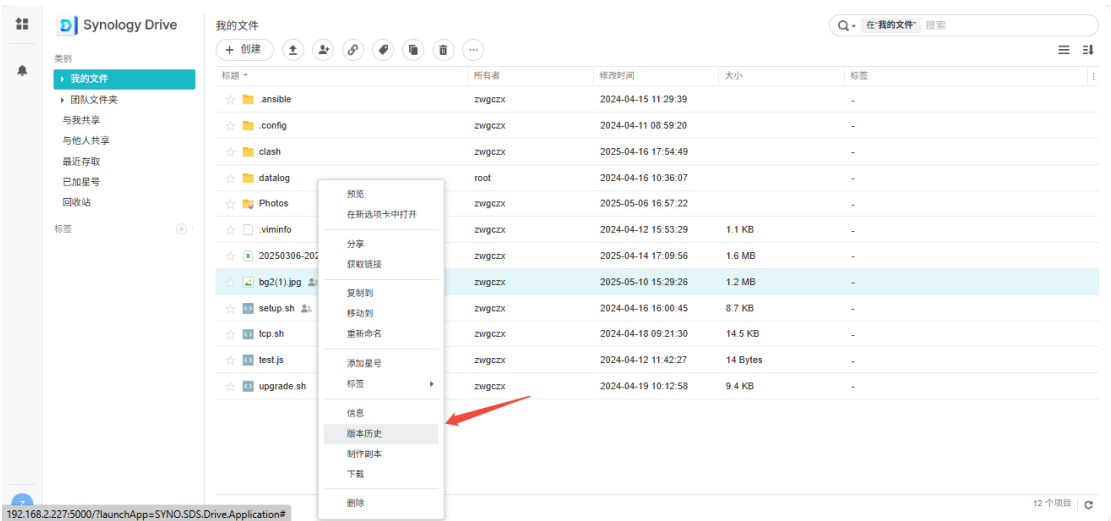 Synology Drive
我的文件
在"我的文件" 搜索
+ 创建
类别
我的文件
团队文件夹
与我共享
与他人共享
最近存取
已加星号
回收站
标签
标题 所有者 修改时间 大小 标签
.ansible zwgczx 2024-04-15 11:29:39 -
.config zwgczx 2024-04-11 08:59:20 -
clash zwgczx 2025-04-16 17:54:49 -
datalog root 2024-04-16 10:36:07 -
Photos zwgczx 2025-05-06 16:57:22 -
.viminfo zwgczx 2024-04-12 15:53:29 1.1 KB -
20250306-202 zwgczx 2025-04-14 17:09:56 1.6 MB -
bg2(1).jpg zwgczx 2025-05-10 15:29:26 1.2 MB -
setup.sh zwgczx 2024-04-16 16:00:45 8.7 KB -
tcp.sh zwgczx 2024-04-18 09:21:30 14.5 KB -
test.js zwgczx 2024-04-12 11:42:27 14 Bytes -
upgrade.sh zwgczx 2024-04-19 10:12:58 9.4 KB -
预览
在新选项卡中打开
分享
获取链接
复制到
移动到
重新命名
添加星号
标签
信息
版本历史
制作副本
下载
删除
12 个项目
192.168.2.227:5000/?launchApp=SYNO.SDS.Drive.Application#